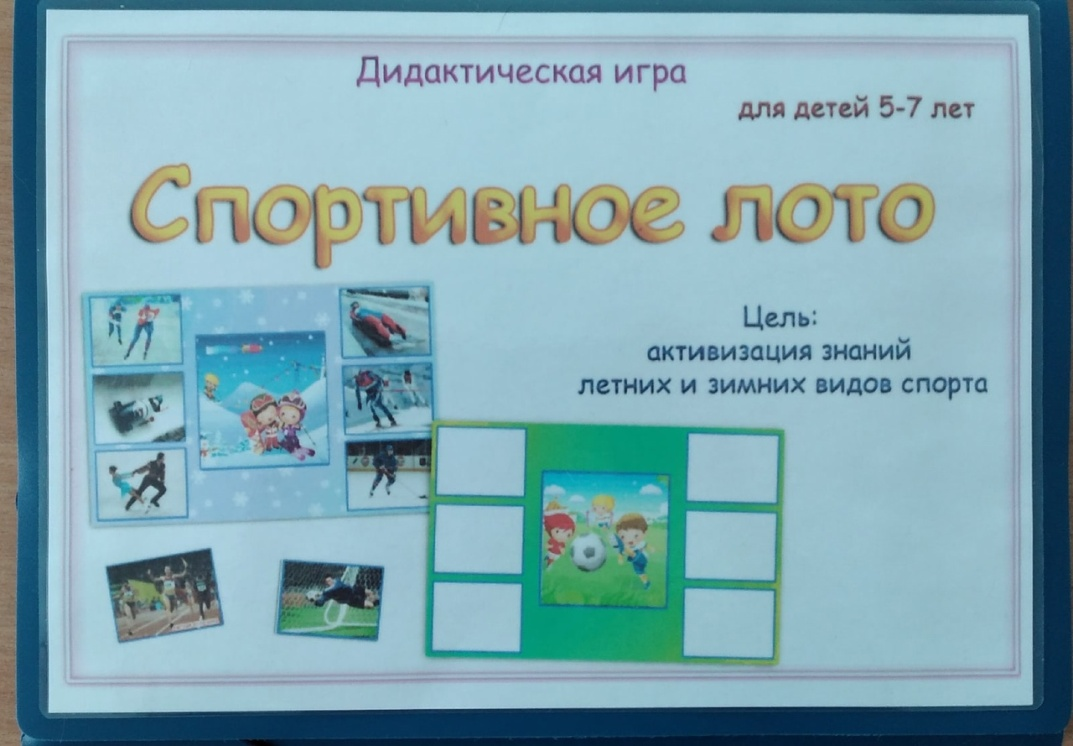 Дидактическая игра
для детей 5-7 лет
Спортивное лото
Цель:
активизация знаний
летних и зимних видов спорта